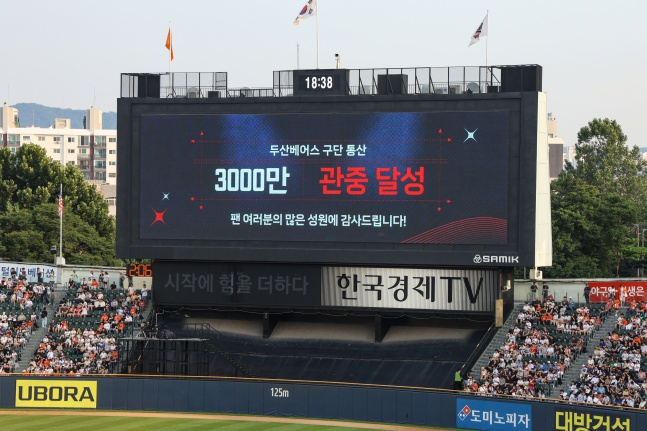 18:38
두산베어스 구단 통산
3000만 관중 달성
팬 여러분의 많은 성원에 감사드립니다!
SAMIK
2:06
시작에 힘을 더하다
한국경제TV
UBORA
125m
도미노피자
대방건설